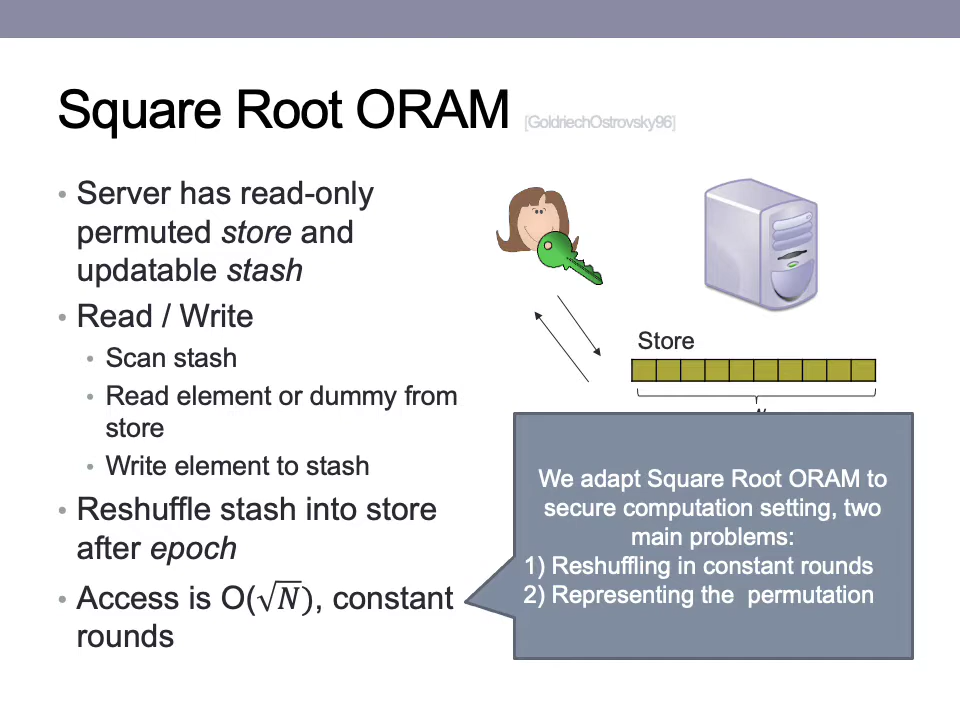 Square Root ORAM [GoldriechOstrovsky96]
• Server has read-only
permuted store and
updatable stash
• Read / Write
• Scan stash
• Read element or dummy from
store
• Write element to stash
• Reshuffle stash into store
after epoch
• Access is O(√N), constant
rounds
Store
We adapt Square Root ORAM to
secure computation setting, two
main problems:
1) Reshuffling in constant rounds
2) Representing the  permutation